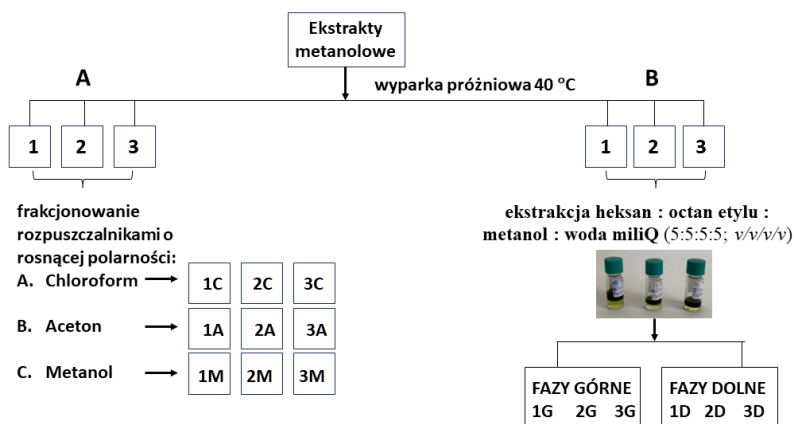 Ekstrakty
metanolowe
A
wyparka próżniowa 40 °C
B
1 2 3
1 2 3
frakcjonowanie
rozpuszczalnikami o
rosnącej polarności:
A. Chloroform
1C 2C 3C
B. Aceton
1A 2A 3A
C. Metanol
1M 2M 3M
ekstrakcja heksan : octan etylu :
metanol : woda miliQ (5:5:5:5; v/v/v/v)
FAZY GÓRNE
1G 2G 3G
FAZY DOLNE
1D 2D 3D